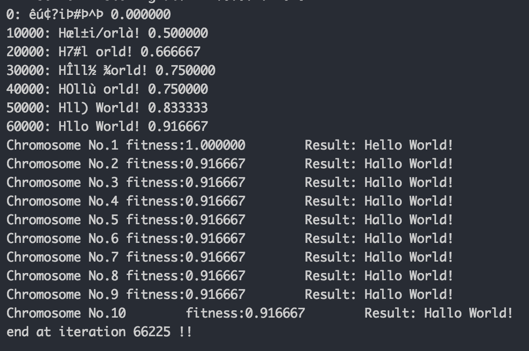 0: êúȼ?iÞ#Þ^Þ 0.000000
10000: Hæl±i/orlà! 0.500000
20000: H7#l orld! 0.666667
30000: HÎll½ ¾orld! 0.750000
40000: HOllù orld! 0.750000
50000: Hll) World! 0.833333
60000: Hllo World! 0.916667
Chromosome No.1 fitness:1.000000 Result: Hello World!
Chromosome No.2 fitness:0.916667 Result: Hallo World!
Chromosome No.3 fitness:0.916667 Result: Hallo World!
Chromosome No.4 fitness:0.916667 Result: Hallo World!
Chromosome No.5 fitness:0.916667 Result: Hallo World!
Chromosome No.6 fitness:0.916667 Result: Hallo World!
Chromosome No.7 fitness:0.916667 Result: Hallo World!
Chromosome No.8 fitness:0.916667 Result: Hallo World!
Chromosome No.9 fitness:0.916667 Result: Hallo World!
Chromosome No.10 fitness:0.916667 Result: Hallo World!
end at iteration 66225 !!